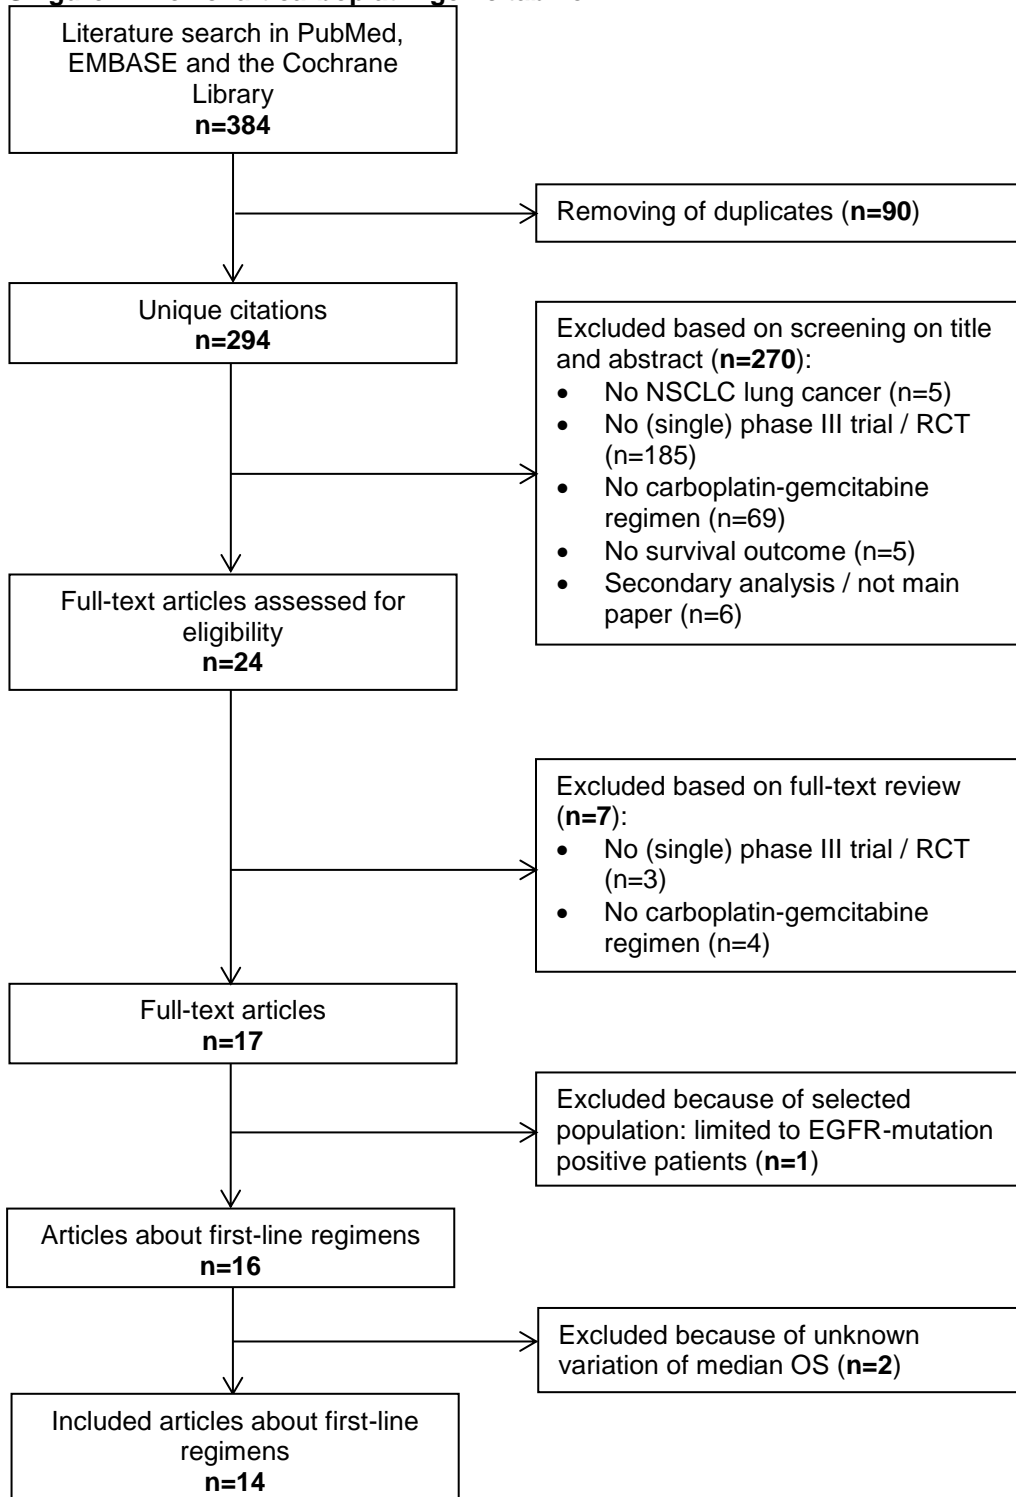 Literature search in PubMed,
EMBASE and the Cochrane
Library
n=384
Removing of duplicates (n=90)
Unique citations
n=294
Excluded based on screening on title
and abstract (n=270):
• No NSCLC lung cancer (n=5)
• No (single) phase III trial / RCT
(n=185)
• No carboplatin-gemcitabine
regimen (n=69)
• No survival outcome (n=5)
• Secondary analysis / not main
paper (n=6)
Full-text articles assessed for
eligibility
n=24
Excluded based on full-text review
(n=7):
• No (single) phase III trial / RCT
(n=3)
• No carboplatin-gemcitabine
regimen (n=4)
Full-text articles
n=17
Excluded because of selected
population: limited to EGFR-mutation
positive patients (n=1)
Articles about first-line regimens
n=16
Excluded because of unknown
variation of median OS (n=2)
Included articles about first-line
regimens
n=14